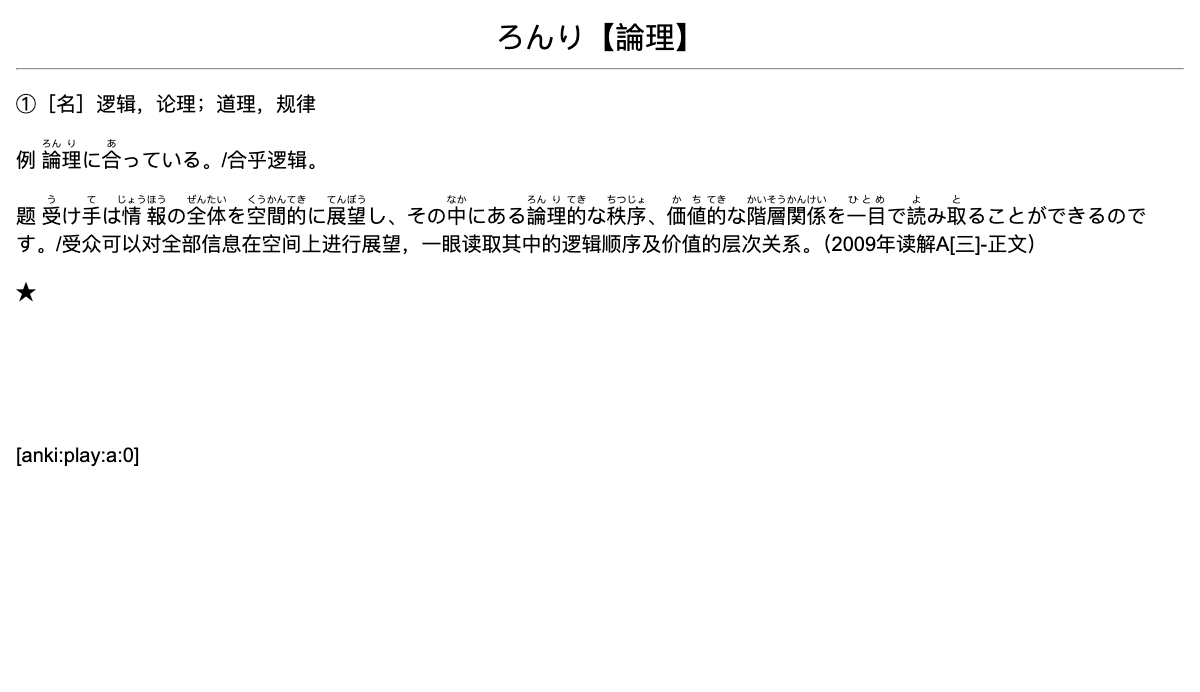 ろんり【論理】
①［名］逻辑，论理；道理，规律
ろん り あ
例 論理に合っている。/合乎逻辑。
う て じょうほう ぜんたい くうかんてき てんぼう なか ろん り てき ちつじょ か ち てき かいそうかんけい ひとめ よ と
题 受け手は情報の全体を空間的に展望し、その中にある論理的な秩序、価値的な階層関係を一目で読み取ることができるので
す。/受众可以对全部信息在空间上进行展望，一眼读取其中的逻辑顺序及价值的层次关系。（2009年读解A[三]-正文）
★
[anki:play:a:0]